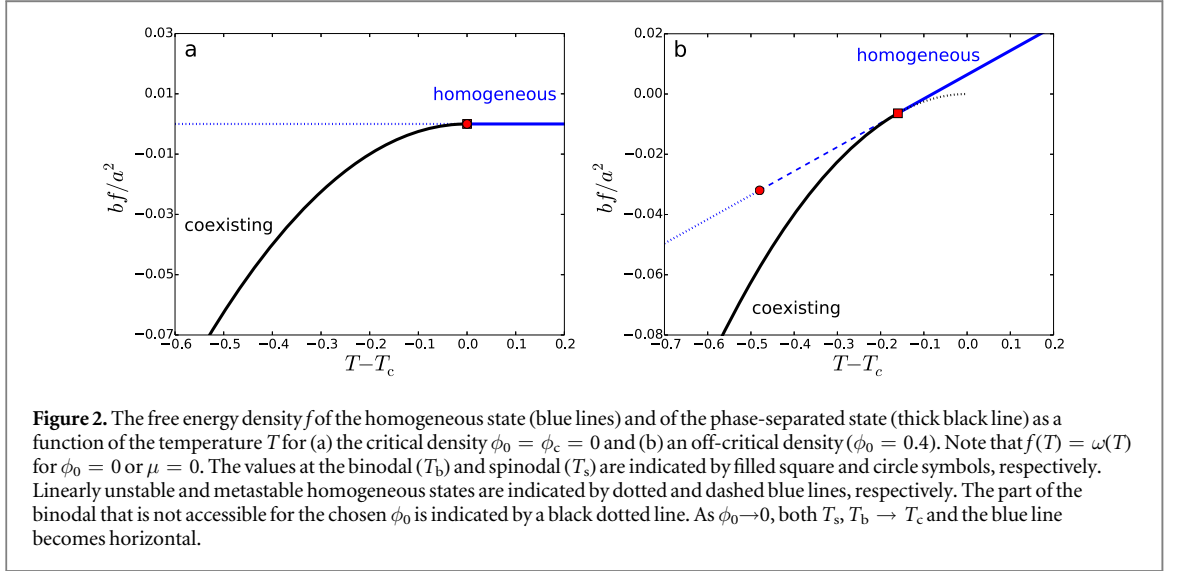 a
homogeneous
coexisting
0.03
0.01
−0.01
−0.03
−0.05
−0.07
−0.6 −0.5 −0.4 −0.3 −0.2 −0.1 0.0 0.1 0.2
T−Tc
bf/a²
b
homogeneous
coexisting
0.02
0.00
−0.02
−0.04
−0.06
−0.08
−0.7 −0.6 −0.5 −0.4 −0.3 −0.2 −0.1 0.0 0.1 0.2
T−Tc
bf/a²
Figure 2. The free energy density f of the homogeneous state (blue lines) and of the phase-separated state (thick black line) as a
function of the temperature T for (a) the critical density ϕ₀ = ϕc = 0 and (b) an off-critical density (ϕ₀ = 0.4). Note that f(T) = ω(T)
for ϕ₀ = 0 or μ = 0. The values at the binodal (Tb) and spinodal (Ts) are indicated by filled square and circle symbols, respectively.
Linearly unstable and metastable homogeneous states are indicated by dotted and dashed blue lines, respectively. The part of the
binodal that is not accessible for the chosen ϕ₀ is indicated by a black dotted line. As ϕ₀→0, both Ts, Tb → Tc and the blue line
becomes horizontal.